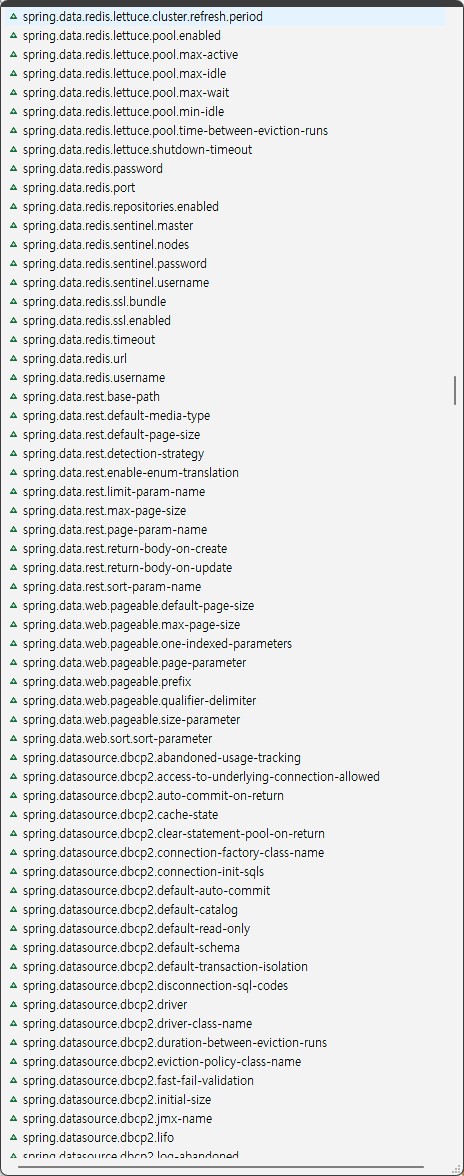 spring.data.redis.lettuce.cluster.refresh.period
spring.data.redis.lettuce.pool.enabled
spring.data.redis.lettuce.pool.max-active
spring.data.redis.lettuce.pool.max-idle
spring.data.redis.lettuce.pool.max-wait
spring.data.redis.lettuce.pool.min-idle
spring.data.redis.lettuce.pool.time-between-eviction-runs
spring.data.redis.lettuce.shutdown-timeout
spring.data.redis.password
spring.data.redis.port
spring.data.redis.repositories.enabled
spring.data.redis.sentinel.master
spring.data.redis.sentinel.nodes
spring.data.redis.sentinel.password
spring.data.redis.sentinel.username
spring.data.redis.ssl.bundle
spring.data.redis.ssl.enabled
spring.data.redis.timeout
spring.data.redis.url
spring.data.redis.username
spring.data.rest.base-path
spring.data.rest.default-media-type
spring.data.rest.default-page-size
spring.data.rest.detection-strategy
spring.data.rest.enable-enum-translation
spring.data.rest.limit-param-name
spring.data.rest.max-page-size
spring.data.rest.page-param-name
spring.data.rest.return-body-on-create
spring.data.rest.return-body-on-update
spring.data.rest.sort-param-name
spring.data.web.pageable.default-page-size
spring.data.web.pageable.max-page-size
spring.data.web.pageable.one-indexed-parameters
spring.data.web.pageable.page-parameter
spring.data.web.pageable.prefix
spring.data.web.pageable.qualifier-delimiter
spring.data.web.pageable.size-parameter
spring.data.web.sort.sort-parameter
spring.datasource.dbcp2.abandoned-usage-tracking
spring.datasource.dbcp2.access-to-underlying-connection-allowed
spring.datasource.dbcp2.auto-commit-on-return
spring.datasource.dbcp2.cache-state
spring.datasource.dbcp2.clear-statement-pool-on-return
spring.datasource.dbcp2.connection-factory-class-name
spring.datasource.dbcp2.connection-init-sqls
spring.datasource.dbcp2.default-auto-commit
spring.datasource.dbcp2.default-catalog
spring.datasource.dbcp2.default-read-only
spring.datasource.dbcp2.default-schema
spring.datasource.dbcp2.default-transaction-isolation
spring.datasource.dbcp2.disconnection-sql-codes
spring.datasource.dbcp2.driver
spring.datasource.dbcp2.driver-class-name
spring.datasource.dbcp2.duration-between-eviction-runs
spring.datasource.dbcp2.eviction-policy-class-name
spring.datasource.dbcp2.fast-fail-validation
spring.datasource.dbcp2.initial-size
spring.datasource.dbcp2.jmx-name
spring.datasource.dbcp2.lifo
spring.datasource.dbcp2.log-abandoned